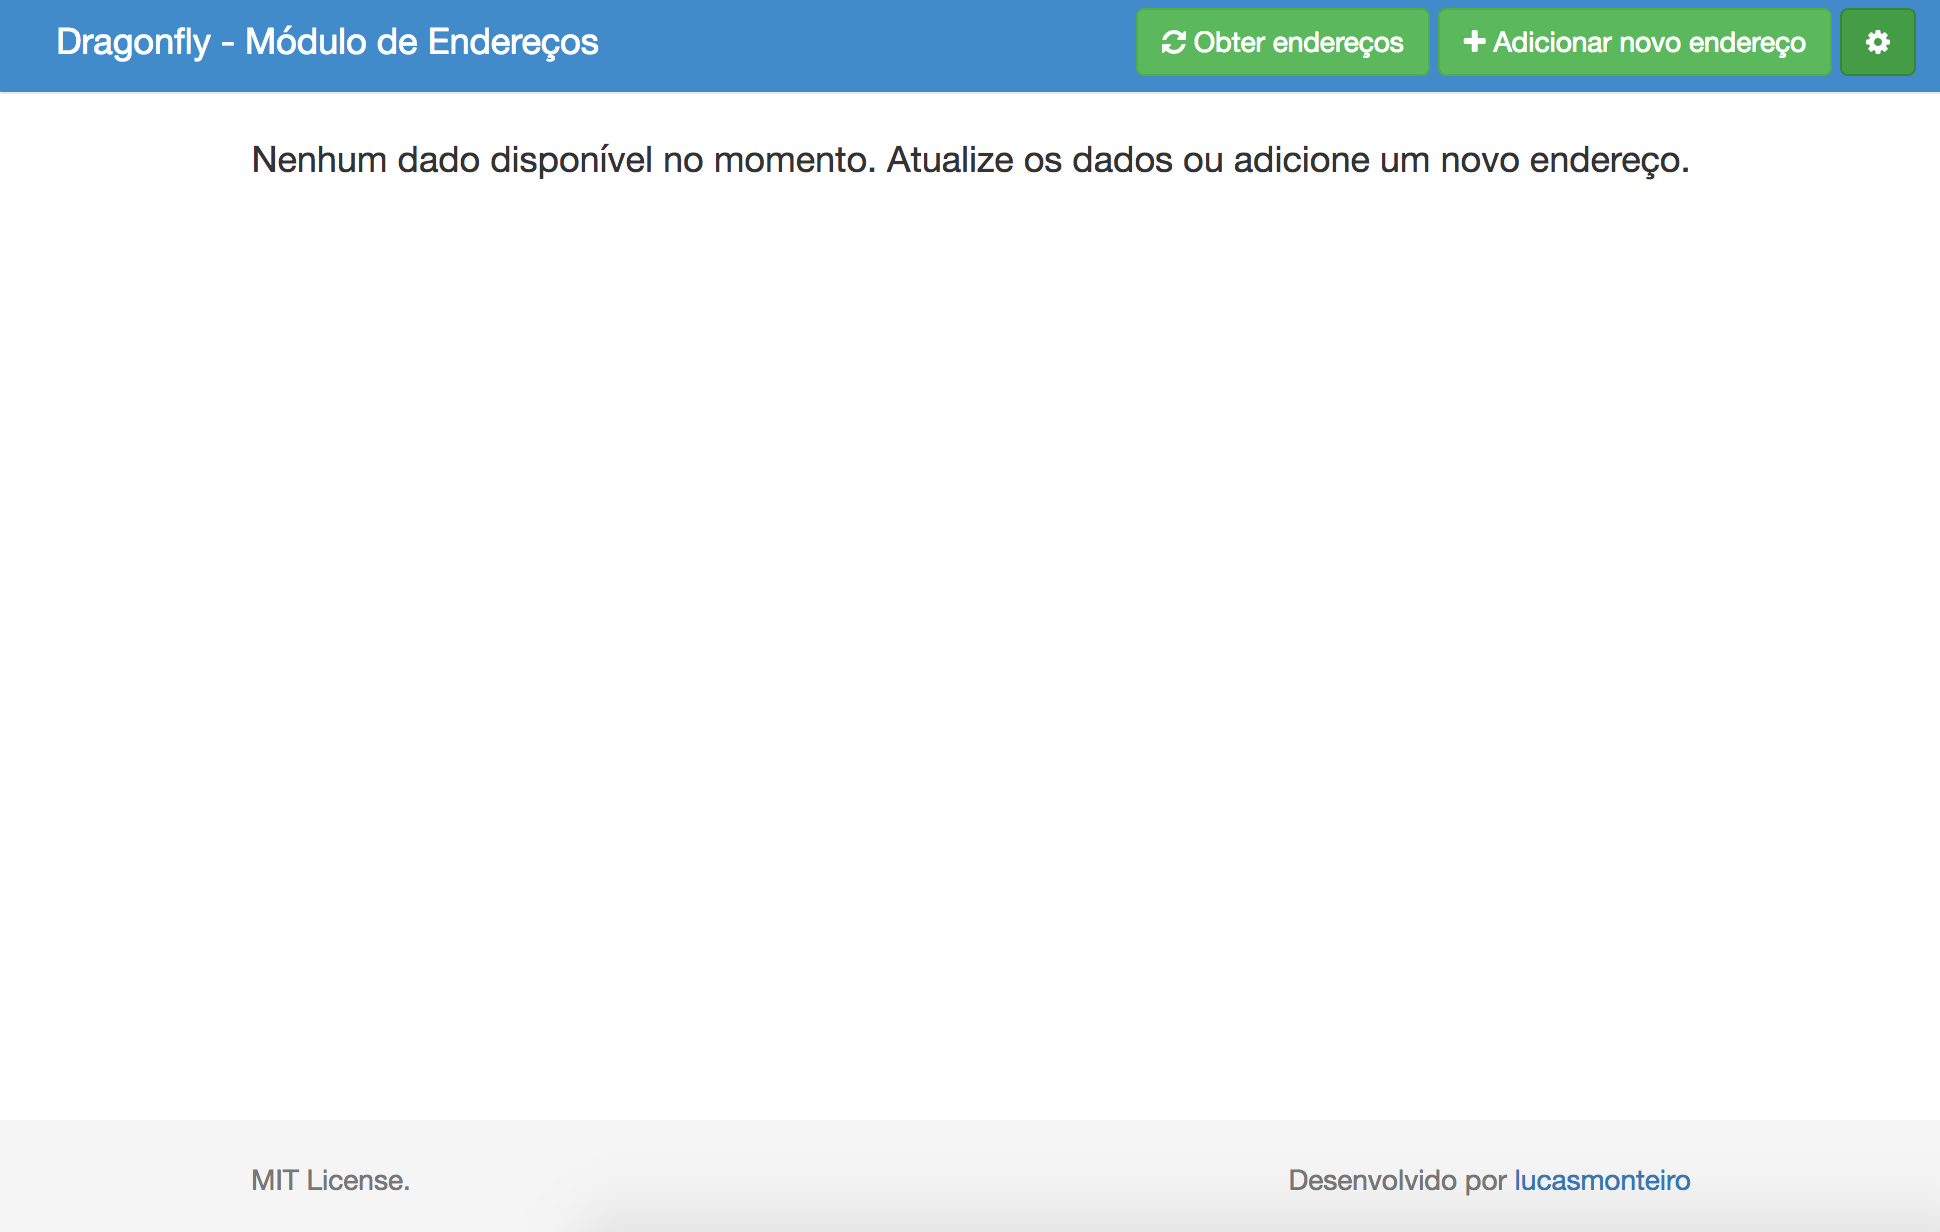 Dragonfly - Módulo de Endereços
Obter endereços
Adicionar novo endereço
Nenhum dado disponível no momento. Atualize os dados ou adicione um novo endereço.
MIT License.
Desenvolvido por lucasmonteiro